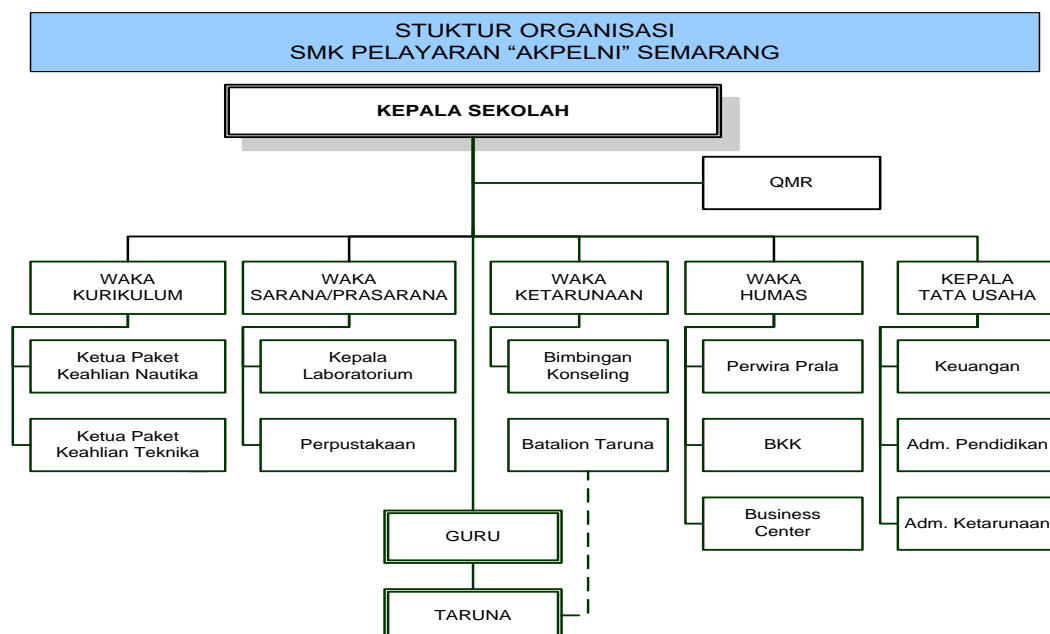 STUKTUR ORGANISASI
SMK PELAYARAN “AKPELNI” SEMARANG
KEPALA SEKOLAH
QMR
WAKA
KURIKULUM
WAKA
SARANA/PRASARANA
WAKA
KETARUNAAN
WAKA
HUMAS
KEPALA
TATA USAHA
Ketua Paket
Keahlian Nautika
Kepala
Laboratorium
Bimbingan
Konseling
Perwira Prala
Keuangan
Ketua Paket
Keahlian Teknika
Perpustakaan
Batalion Taruna
BKK
Adm. Pendidikan
GURU
Business
Center
Adm. Ketarunaan
TARUNA